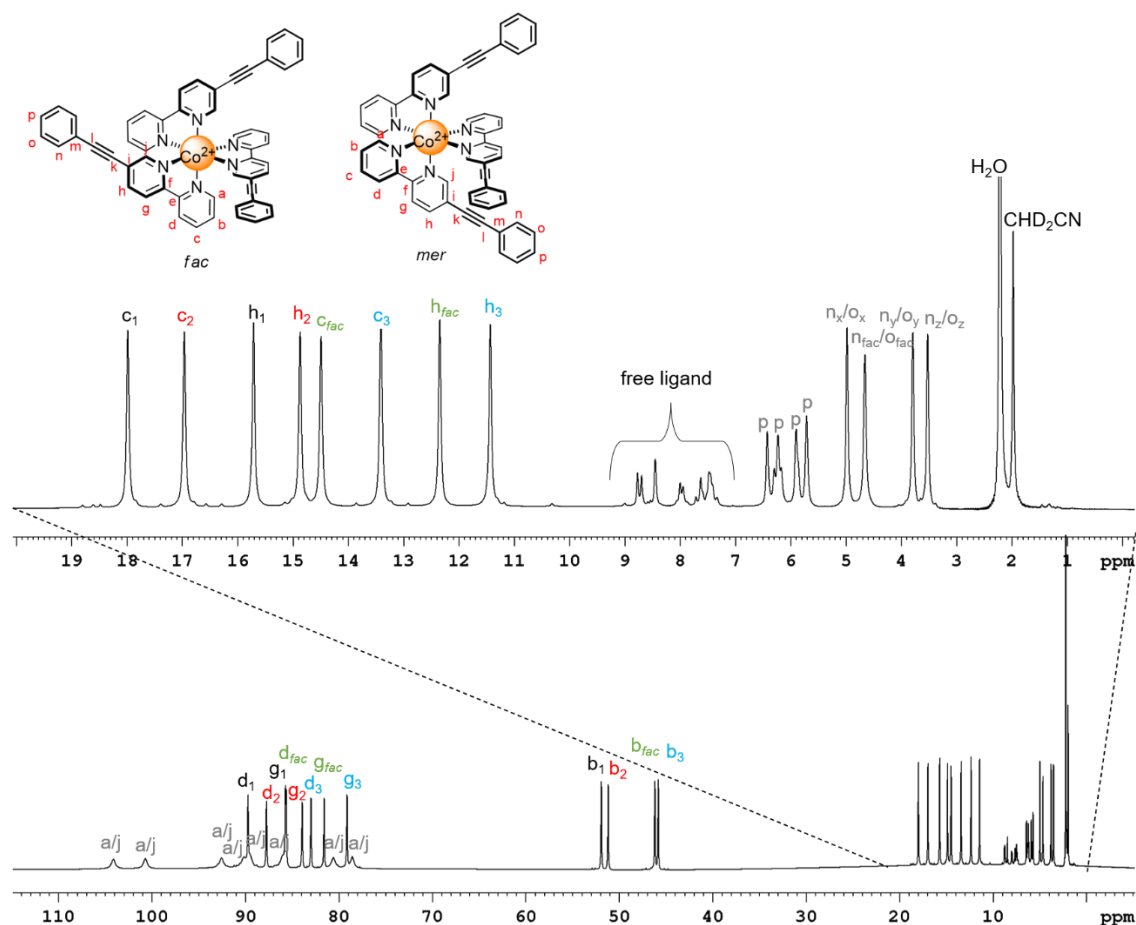 N N N N N N Co2+
p o n m l k i j h g f e d c b a
fac
N N N N N N Co2+
a b c d e f g h i j k l m n o p
mer
H2O
CHD2CN
c1 c2 h1 h2 cfac c3 hfac h3
free ligand
p p p p
nx/ox nfac/ofac ny/oy nz/oz
19 18 17 16 15 14 13 12 11 10 9 8 7 6 5 4 3 2 1 ppm
a/j a/j a/j a/j d1 a/j d2 g1 dfac a/j g2 d3 gfac a/j g3 a/j
b1 b2 bfac b3
110 100 90 80 70 60 50 40 30 20 10 ppm